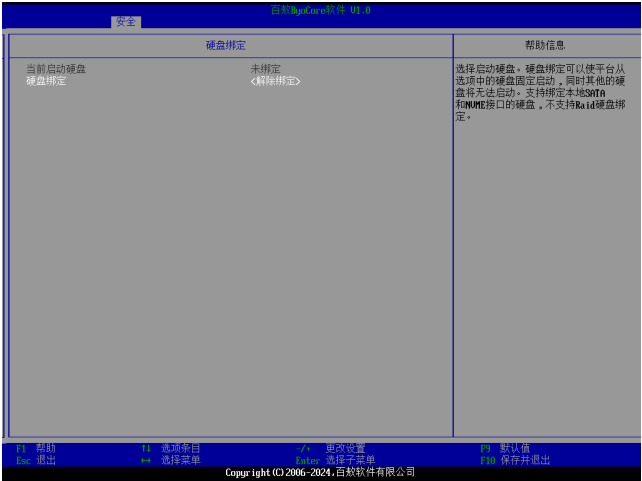 百敖ByoCore软件 V1.0
安全
硬盘绑定
帮助信息
当前启动硬盘 未绑定
硬盘绑定 <解除绑定>
选择启动硬盘。硬盘绑定可以使平台从
选项中的硬盘固定启动，同时其他的硬
盘将无法启动。支持绑定本地SATA
和NVME接口的硬盘，不支持Raid硬盘绑
定。
F1 帮助 ↑↓ 选项条目 -/+ 更改设置 F9 默认值
Esc 退出 ↔ 选择菜单 Enter 选择子菜单 F10 保存并退出
Copyright(C)2006-2024,百敖软件有限公司